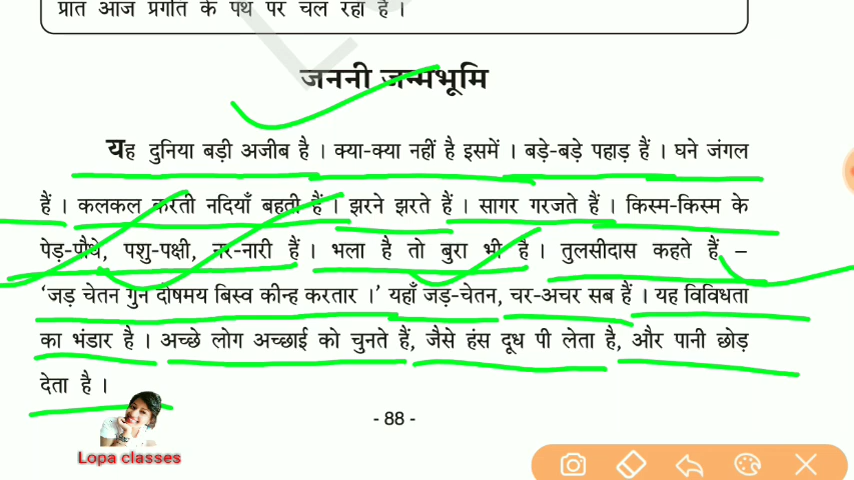 प्रांत आज प्रगति के पथ पर चल रहा है ।
जननी जन्मभूमि
यह दुनिया बड़ी अजीब है । क्या-क्या नहीं है इसमें । बड़े-बड़े पहाड़ हैं । घने जंगल
हैं । कलकल करती नदियाँ बहती हैं । झरने झरते हैं । सागर गरजते हैं । किस्म-किस्म के
पेड़-पौधे, पशु-पक्षी, नर-नारी हैं । भला है तो बुरा भी है । तुलसीदास कहते हैं –
'जड़ चेतन गुन दोषमय बिस्व कीन्ह करतार ।' यहाँ जड़-चेतन, चर-अचर सब हैं । यह विविधता
का भंडार है । अच्छे लोग अच्छाई को चुनते हैं, जैसे हंस दूध पी लेता है, और पानी छोड़
देता है ।
- 88 -
Lopa classes